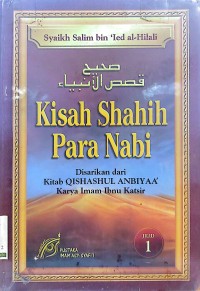 Syaikh Salim bin 'Ied al-Hilali
صحيح
قصص الأنبياء
Kisah Shahih
Para Nabi
Disarikan dari
Kitab QISHASHUL ANBIYAA'
Karya Imam Ibnu Katsir
PUSTAKA
IMAM ASY-SYAFI'I
JILID
1